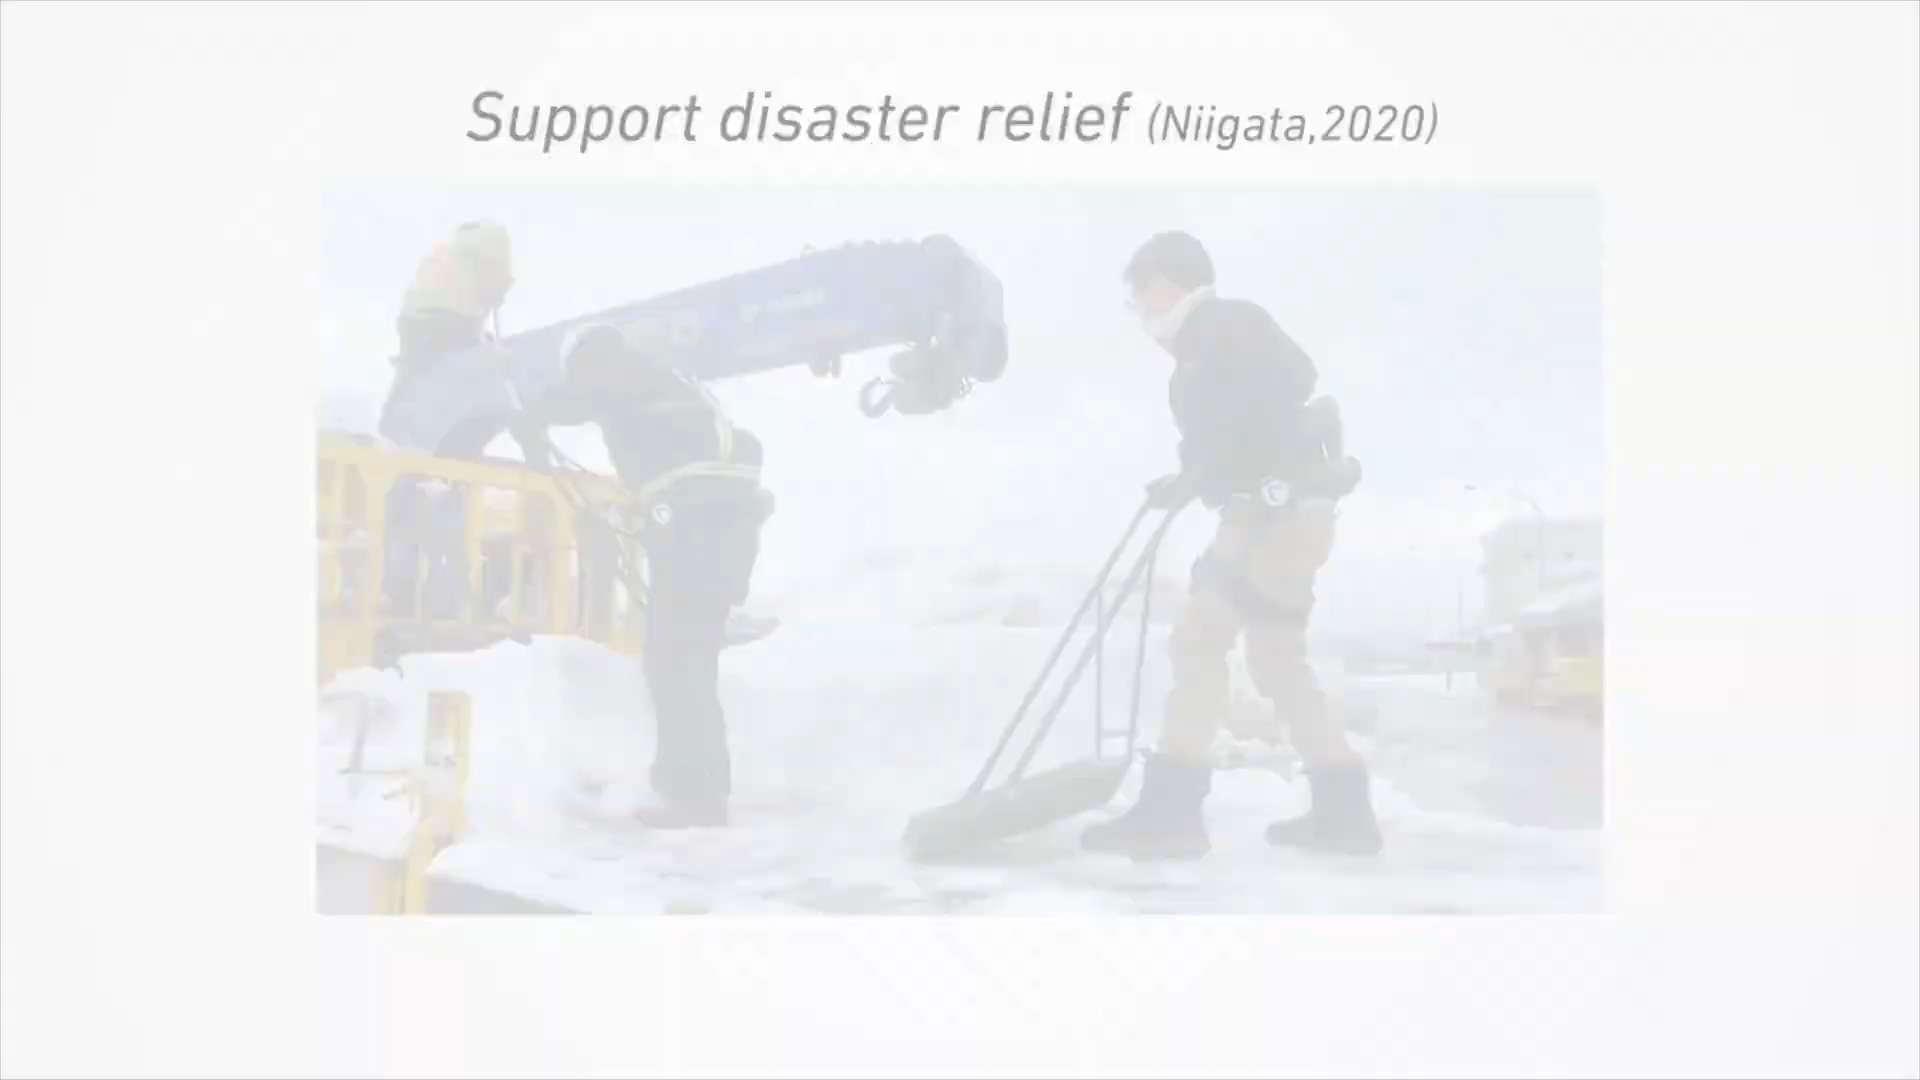 Support disaster relief (Niigata,2020)